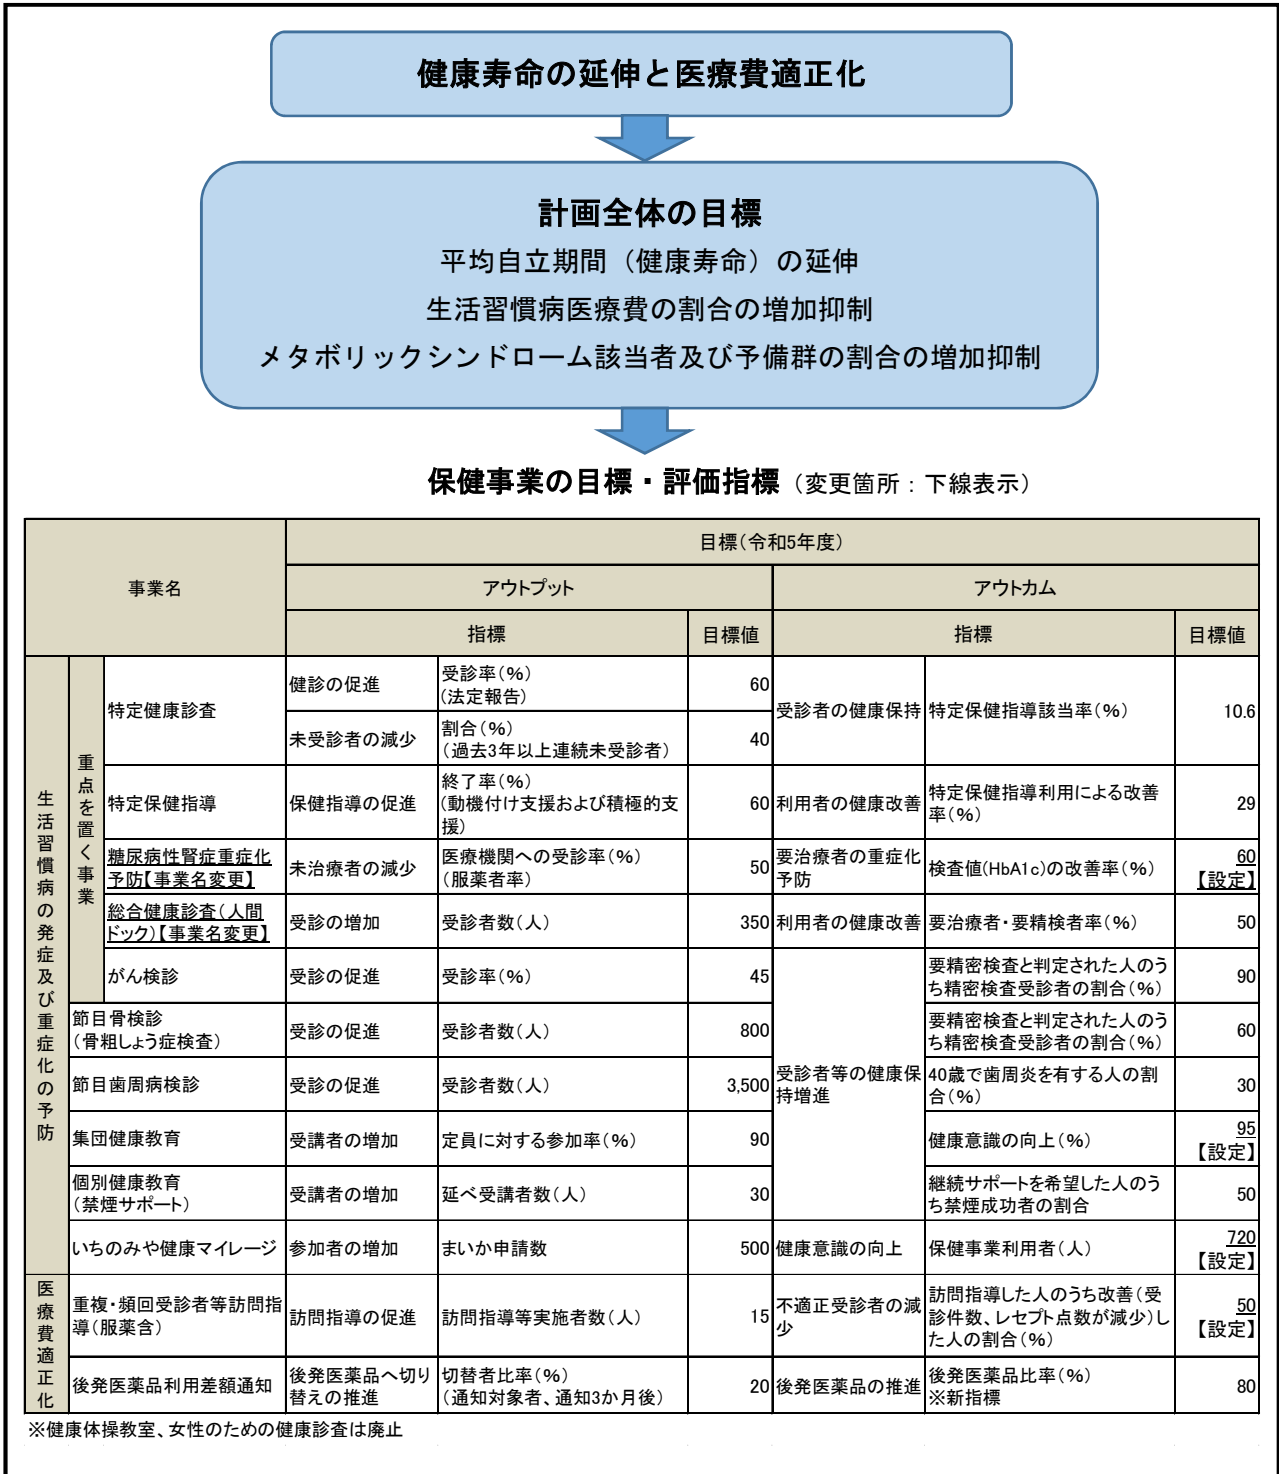 健康寿命の延伸と医療費適正化
計画全体の目標
平均自立期間（健康寿命）の延伸
生活習慣病医療費の割合の増加抑制
メタボリックシンドローム該当者及び予備群の割合の増加抑制
保健事業の目標・評価指標（変更箇所：下線表示）
事業名
目標(令和5年度)
アウトプット
アウトカム
指標
目標値
指標
目標値
生活習慣病の発症及び重症化の予防
重点を置く事業
特定健康診査
健診の促進
受診率(%)
(法定報告)
60
未受診者の減少
割合(%)
(過去3年以上連続未受診者)
40
受診者の健康保持
特定保健指導該当率(%)
10.6
特定保健指導
保健指導の促進
終了率(%)
(動機付け支援および積極的支
援)
60
利用者の健康改善
特定保健指導利用による改善
率(%)
29
糖尿病性腎症重症化
予防【事業名変更】
未治療者の減少
医療機関への受診率(%)
(服薬者率)
50
要治療者の重症化
予防
検査値(HbA1c)の改善率(%)
60
【設定】
総合健康診査(人間
ドック)【事業名変更】
受診の増加
受診者数(人)
350
利用者の健康改善
要治療者・要精検者率(%)
50
がん検診
受診の促進
受診率(%)
45
受診者等の健康保
持増進
要精密検査と判定された人のう
ち精密検査受診者の割合(%)
90
節目骨検診
(骨粗しょう症検査)
受診の促進
受診者数(人)
800
要精密検査と判定された人のう
ち精密検査受診者の割合(%)
60
節目歯周病検診
受診の促進
受診者数(人)
3,500
40歳で歯周炎を有する人の割
合(%)
30
集団健康教育
受講者の増加
定員に対する参加率(%)
90
健康意識の向上(%)
95
【設定】
個別健康教育
(禁煙サポート)
受講者の増加
延べ受講者数(人)
30
継続サポートを希望した人のう
ち禁煙成功者の割合
50
いちのみや健康マイレージ
参加者の増加
まいか申請数
500
健康意識の向上
保健事業利用者(人)
720
【設定】
医療費適正化
重複・頻回受診者等訪問指
導(服薬含)
訪問指導の促進
訪問指導等実施者数(人)
15
不適正受診者の減
少
訪問指導した人のうち改善(受
診件数、レセプト点数が減少)し
た人の割合(%)
50
【設定】
後発医薬品利用差額通知
後発医薬品へ切り
替えの推進
切替者比率(%)
(通知対象者、通知3か月後)
20
後発医薬品の推進
後発医薬品比率(%)
※新指標
80
※健康体操教室、女性のための健康診査は廃止